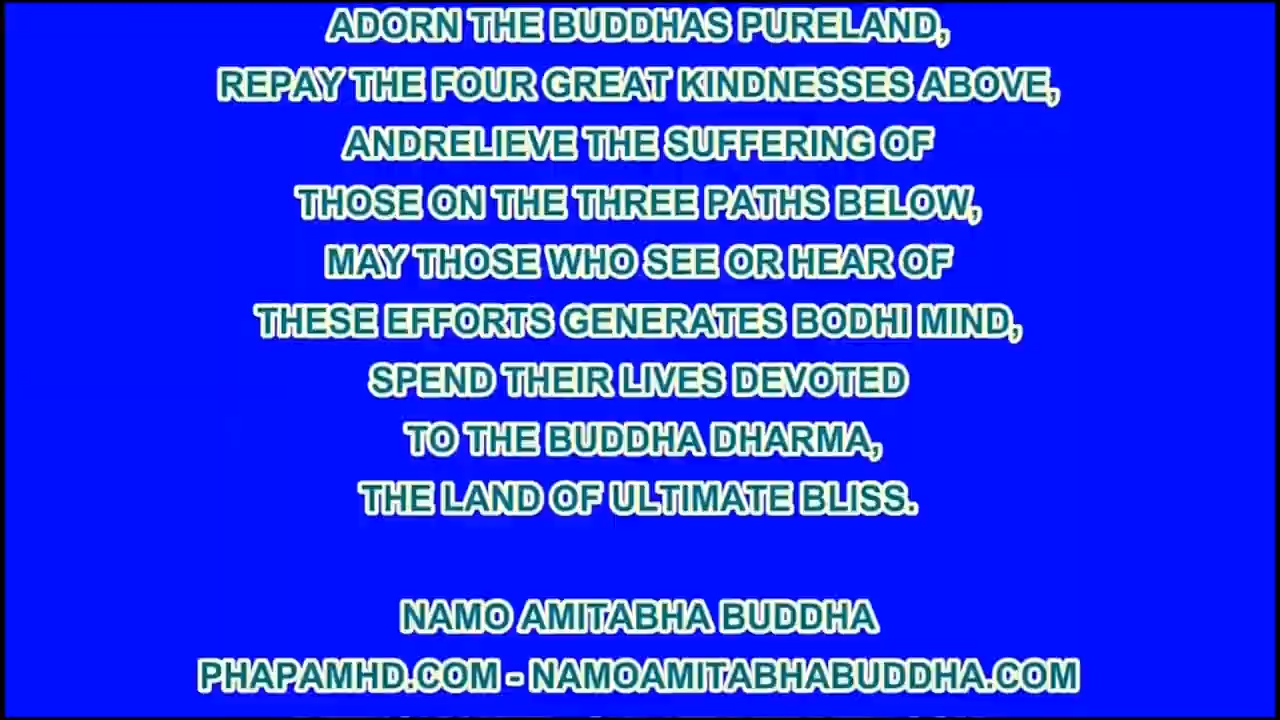 ADORN THE BUDDHAS PURELAND,
REPAY THE FOUR GREAT KINDNESSES ABOVE,
ANDRELIEVE THE SUFFERING OF
THOSE ON THE THREE PATHS BELOW,
MAY THOSE WHO SEE OR HEAR OF
THESE EFFORTS GENERATES BODHI MIND,
SPEND THEIR LIVES DEVOTED
TO THE BUDDHA DHARMA,
THE LAND OF ULTIMATE BLISS.
NAMO AMITABHA BUDDHA
PHAPAMHD.COM - NAMOAMITABHABUDDHA.COM